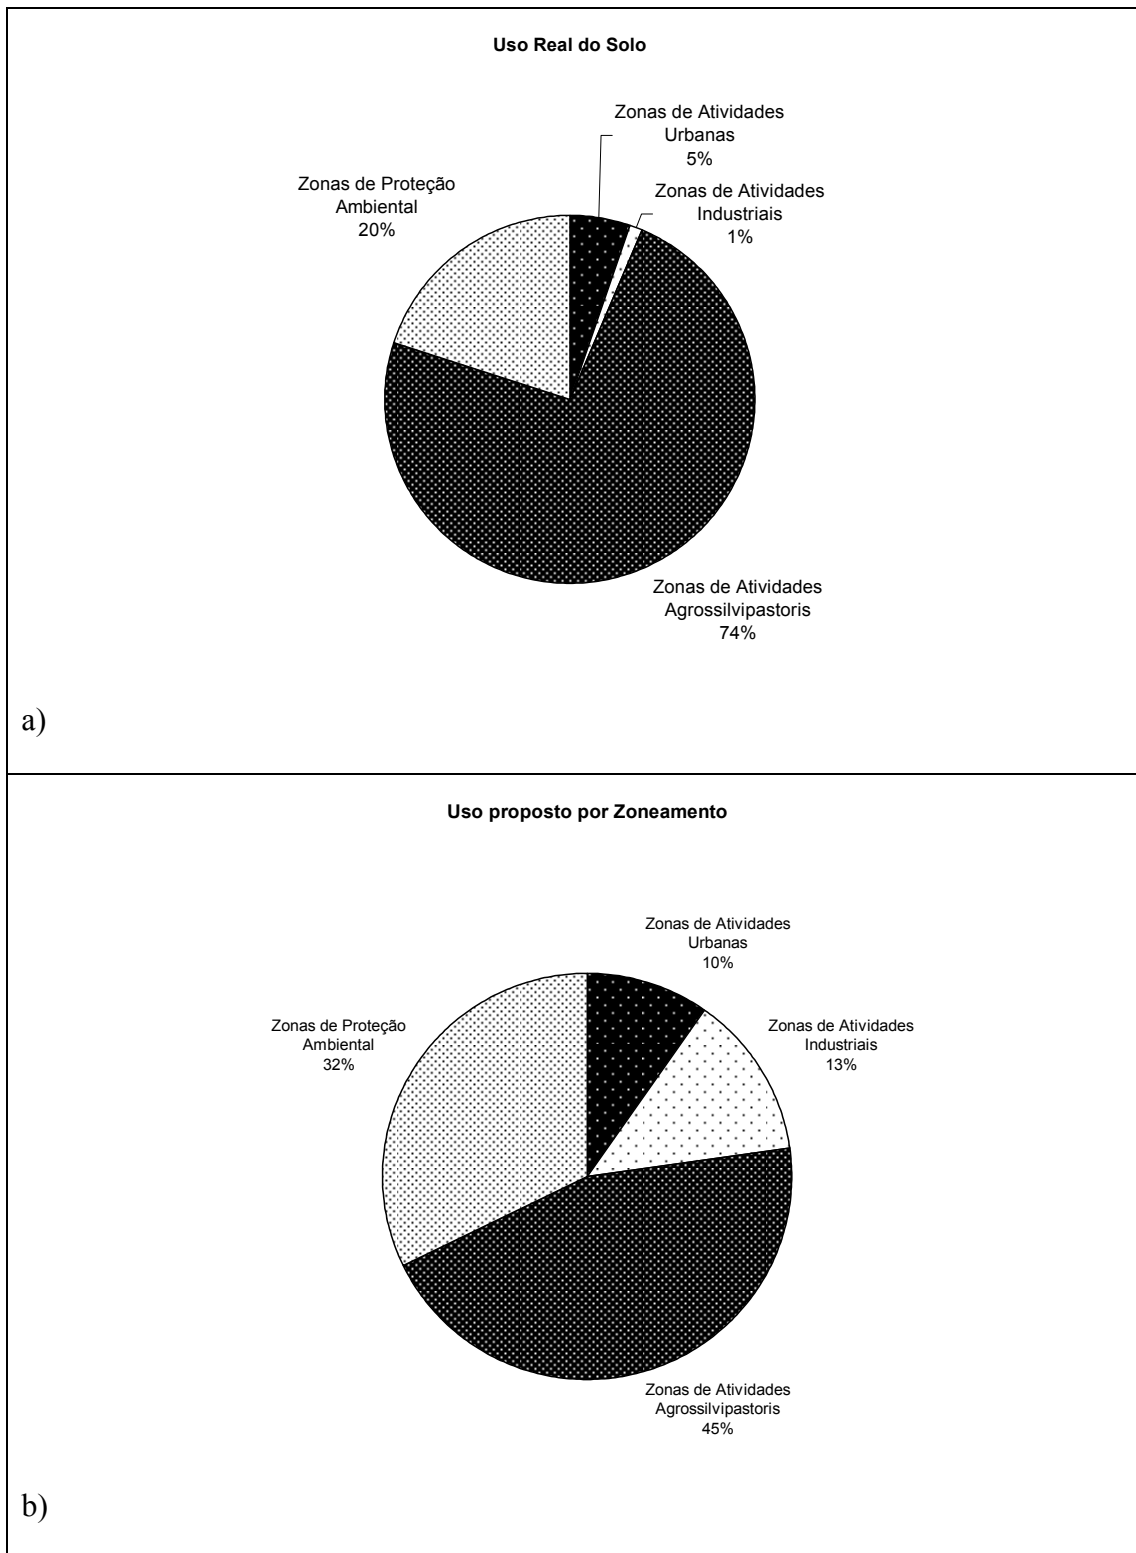 Uso Real do Solo
Zonas de Atividades
Urbanas
5%
Zonas de Atividades
Industriais
1%
Zonas de Proteção
Ambiental
20%
Zonas de Atividades
Agrossilvipastoris
74%
a)
Uso proposto por Zoneamento
Zonas de Atividades
Urbanas
10%
Zonas de Atividades
Industriais
13%
Zonas de Proteção
Ambiental
32%
Zonas de Atividades
Agrossilvipastoris
45%
b)